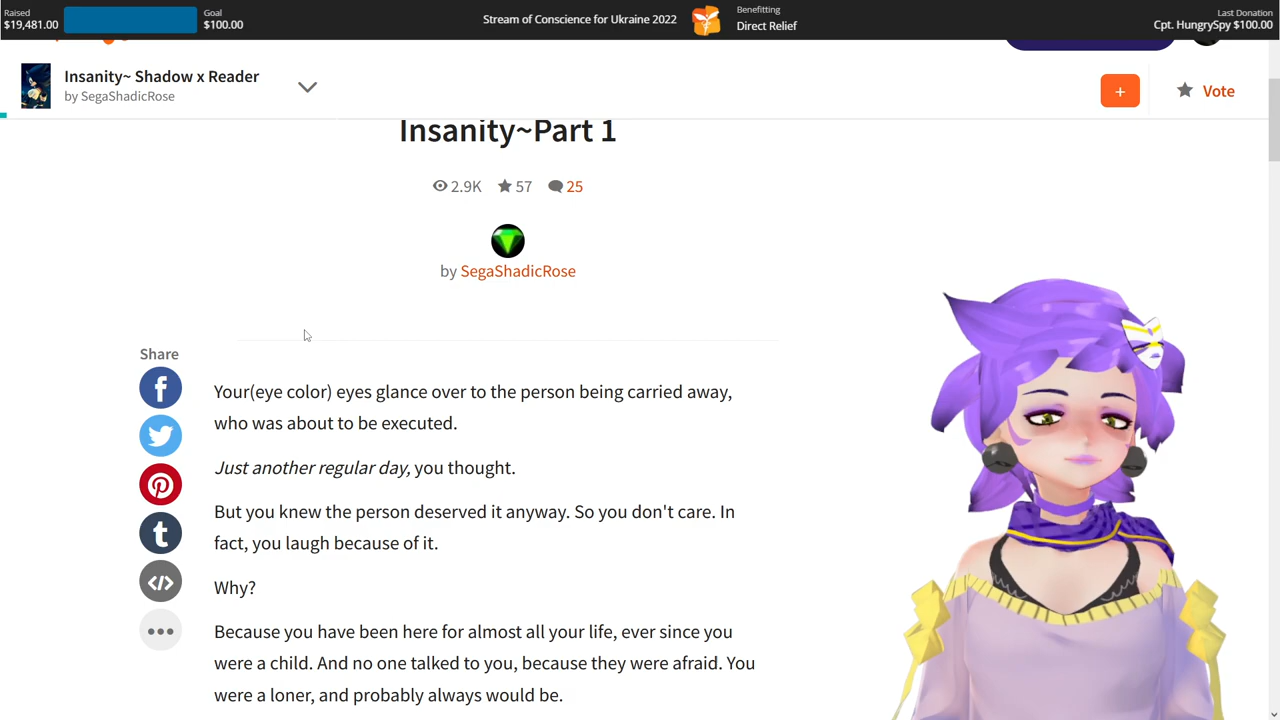 Raised
$19,481.00
Goal
$100.00
Stream of Conscience for Ukraine 2022
Benefitting
Direct Relief
Last Donation
Cpt. HungrySpy $100.00
Insanity~ Shadow x Reader
by SegaShadicRose
+
Vote
Insanity~Part 1
2.9K 57 25
by SegaShadicRose
Share
Your(eye color) eyes glance over to the person being carried away,
who was about to be executed.
Just another regular day, you thought.
But you knew the person deserved it anyway. So you don't care. In
fact, you laugh because of it.
Why?
Because you have been here for almost all your life, ever since you
were a child. And no one talked to you, because they were afraid. You
were a loner, and probably always would be.